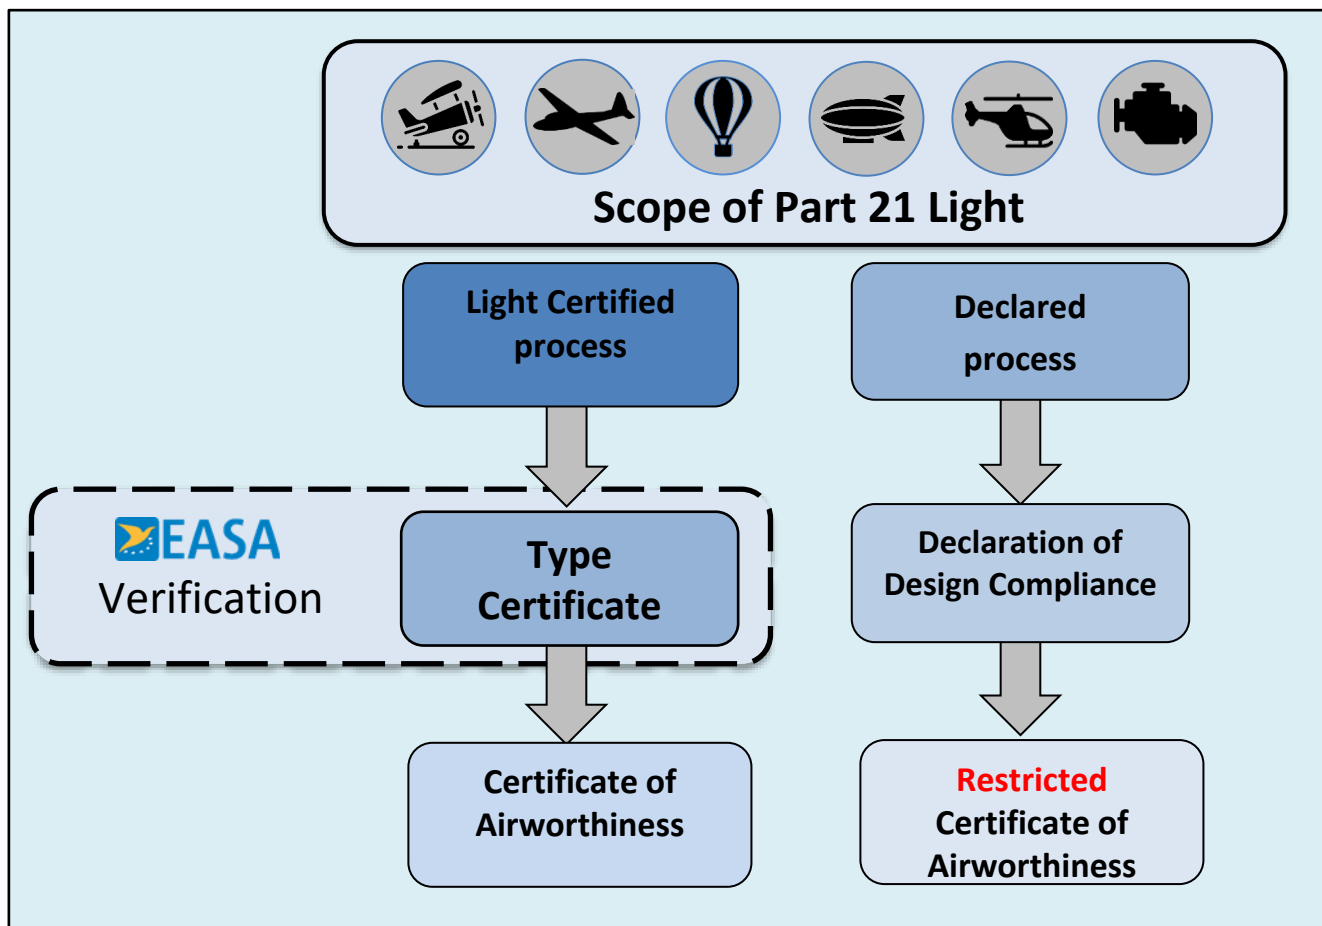 Scope of Part 21 Light
Light Certified
process
Declared
process
EASA
Verification
Type
Certificate
Declaration of
Design Compliance
Certificate of
Airworthiness
Restricted
Certificate of
Airworthiness